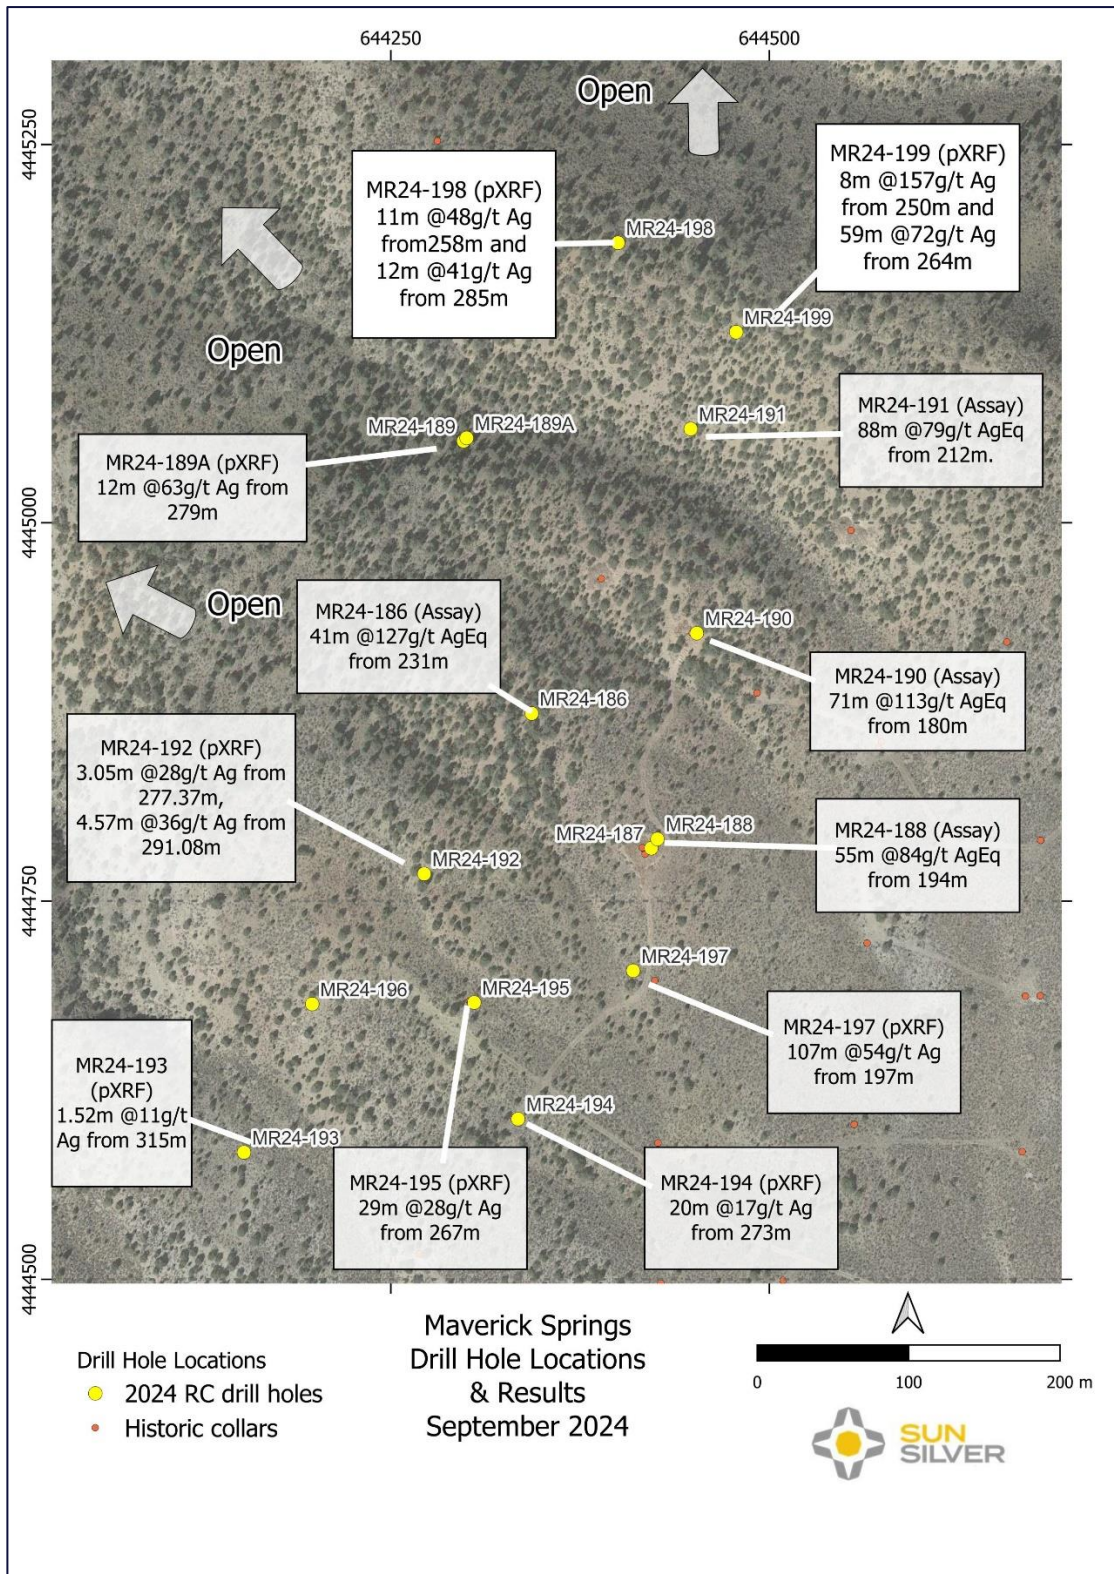 644250
644500
Open
4445250
MR24-199 (pXRF)
8m @157g/t Ag
from 250m and
59m @72g/t Ag
from 264m
MR24-198 (pXRF)
11m @48g/t Ag
from258m and
12m @41g/t Ag
from 285m
MR24-198
MR24-199
Open
MR24-191 (Assay)
88m @79g/t AgEq
from 212m.
MR24-191
MR24-189
MR24-189A
MR24-189A (pXRF)
12m @63g/t Ag from
279m
4445000
Open
MR24-186 (Assay)
41m @127g/t AgEq
from 231m
MR24-190
MR24-190 (Assay)
71m @113g/t AgEq
from 180m
MR24-186
MR24-192 (pXRF)
3.05m @28g/t Ag from
277.37m,
4.57m @36g/t Ag from
291.08m
MR24-187
MR24-188
MR24-188 (Assay)
55m @84g/t AgEq
from 194m
MR24-192
4444750
MR24-197
MR24-196
MR24-195
MR24-197 (pXRF)
107m @54g/t Ag
from 197m
MR24-193
(pXRF)
1.52m @11g/t
Ag from 315m
MR24-194
MR24-193
MR24-195 (pXRF)
29m @28g/t Ag
from 267m
MR24-194 (pXRF)
20m @17g/t Ag
from 273m
4444500
Maverick Springs
Drill Hole Locations
& Results
September 2024
Drill Hole Locations
2024 RC drill holes
Historic collars
0 100 200 m
SUN
SILVER